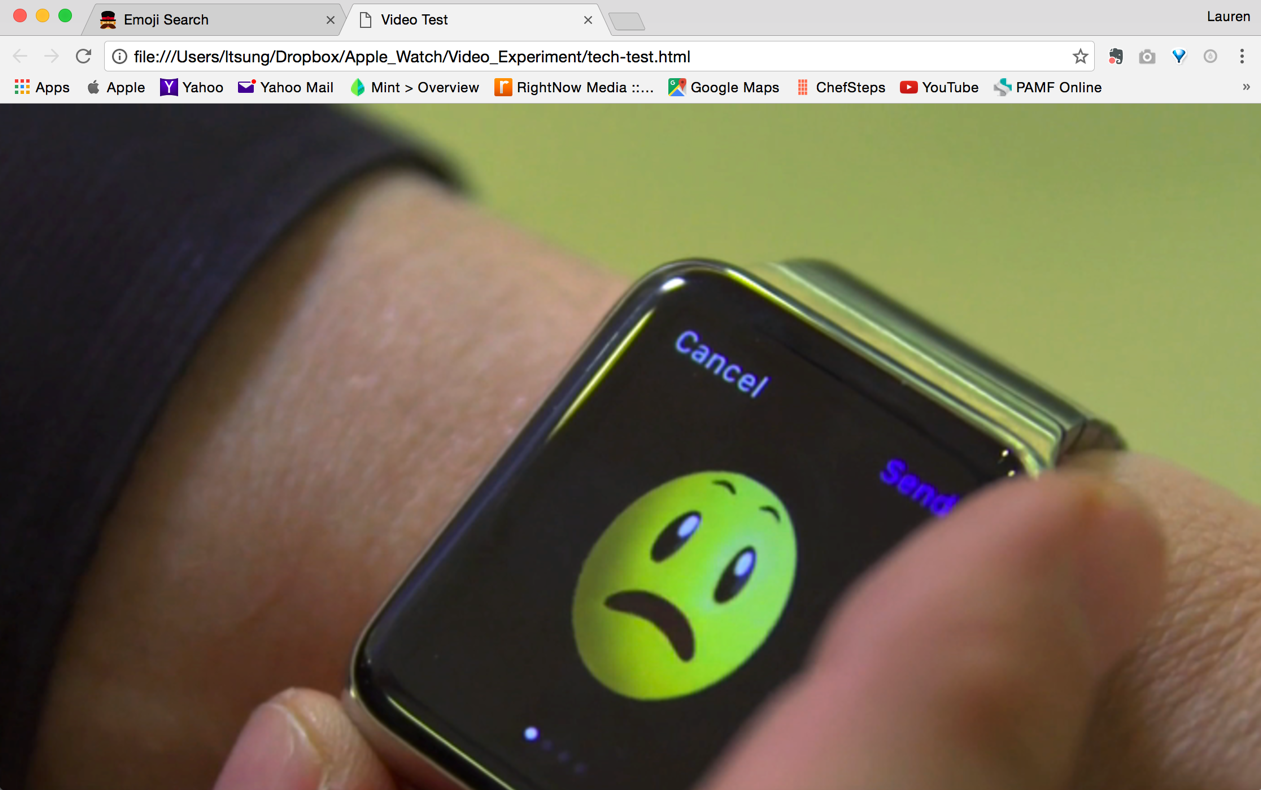 Emoji Search
Video Test
Lauren
file:///Users/ltsung/Dropbox/Apple_Watch/Video_Experiment/tech-test.html
Apps Apple Yahoo Yahoo Mail Mint > Overview RightNow Media ::... Google Maps ChefSteps YouTube PAMF Online »
Cancel
Send